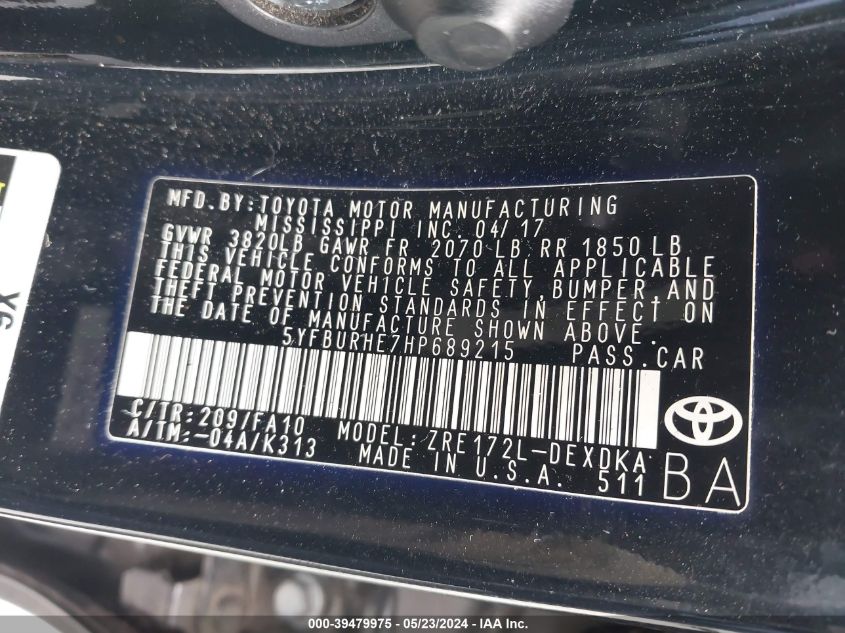 MFD.BY:TOYOTA MOTOR MANUFACTURING
MISSISSIPPI INC. 04/17
GVWR 3820LB GAWR FR 2070 LB RR 1850 LB
THIS VEHICLE CONFORMS TO ALL APPLICABLE
FEDERAL MOTOR VEHICLE SAFETY, BUMPER, AND
THEFT PREVENTION STANDARDS IN EFFECT ON
THE DATE OF MANUFACTURE SHOWN ABOVE.
5YFBURHE7HP689215 PASS.CAR
C/TR:209/FA10 MODEL: ZRE172L-DEXDKA
A/TM:-04A/K313 MADE IN U.S.A. 511 BA
X6
000-39479975 - 05/23/2024 - IAAI.com